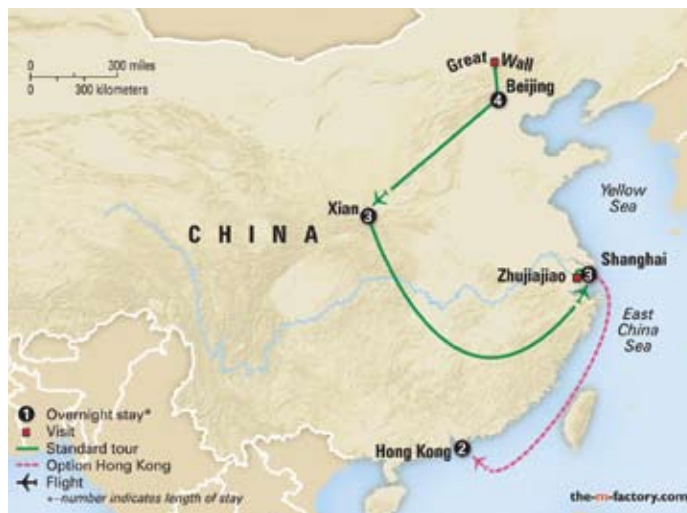 0 300 miles
0 300 kilometers
Great Wall
Beijing
4
Xian
3
CHINA
Yellow
Sea
Shanghai
3
Zhujiajiao
East
China
Sea
Hong Kong
2
1 Overnight stay*
Visit
Standard tour
Option Hong Kong
Flight
*-number indicates length of stay
the-m-factory.com